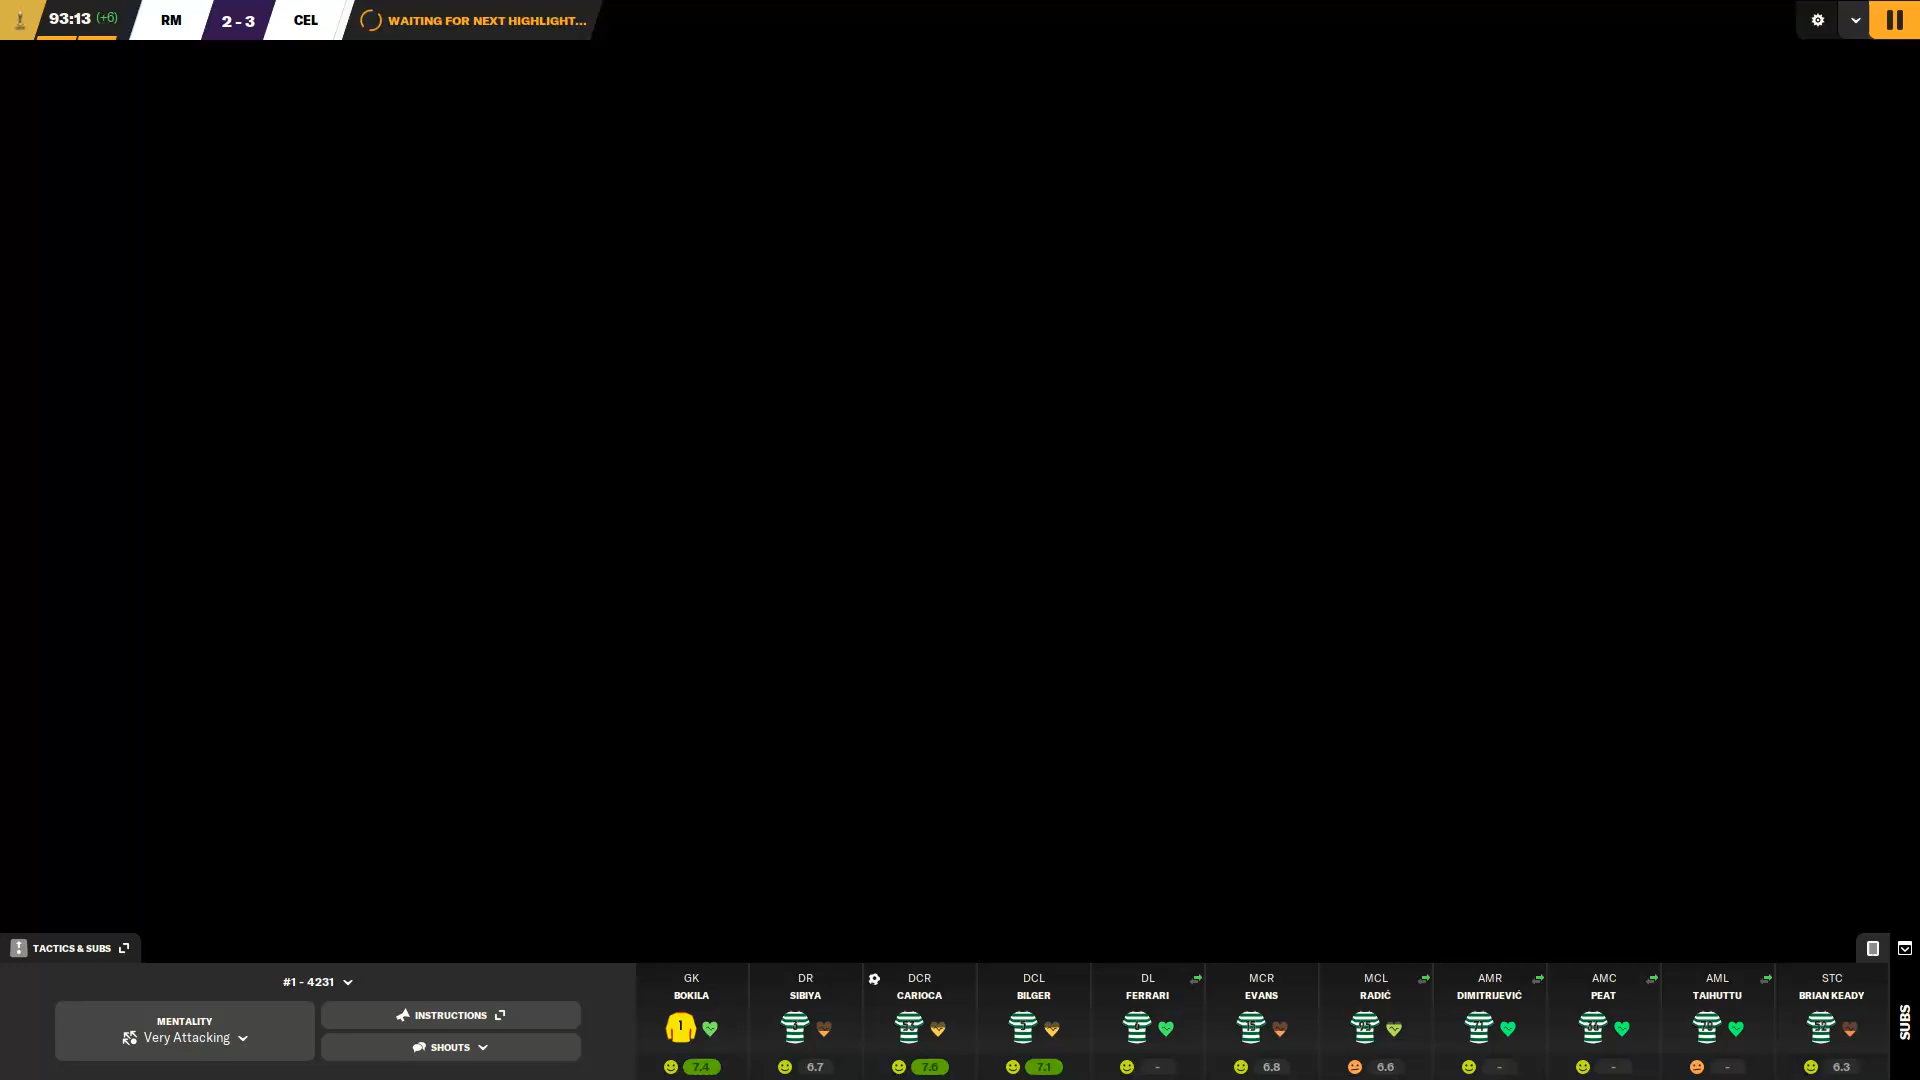 93:13 (+6) RM 2 - 3 CEL WAITING FOR NEXT HIGHLIGHT...
TACTICS & SUBS
#1 - 4231
MENTALITY
Very Attacking
INSTRUCTIONS
SHOUTS
GK DR DCR DCL DL MCR MCL AMR AMC AML STC
BOKILA SIBIYA CARIOCA BILGER FERRARI EVANS RADIĆ DIMITRIJEVIĆ PEAT TAIHUTTU BRIAN KEADY
1
7.4 6.7 7.6 7.1 - 6.8 6.6 - - - 6.3
SUBS